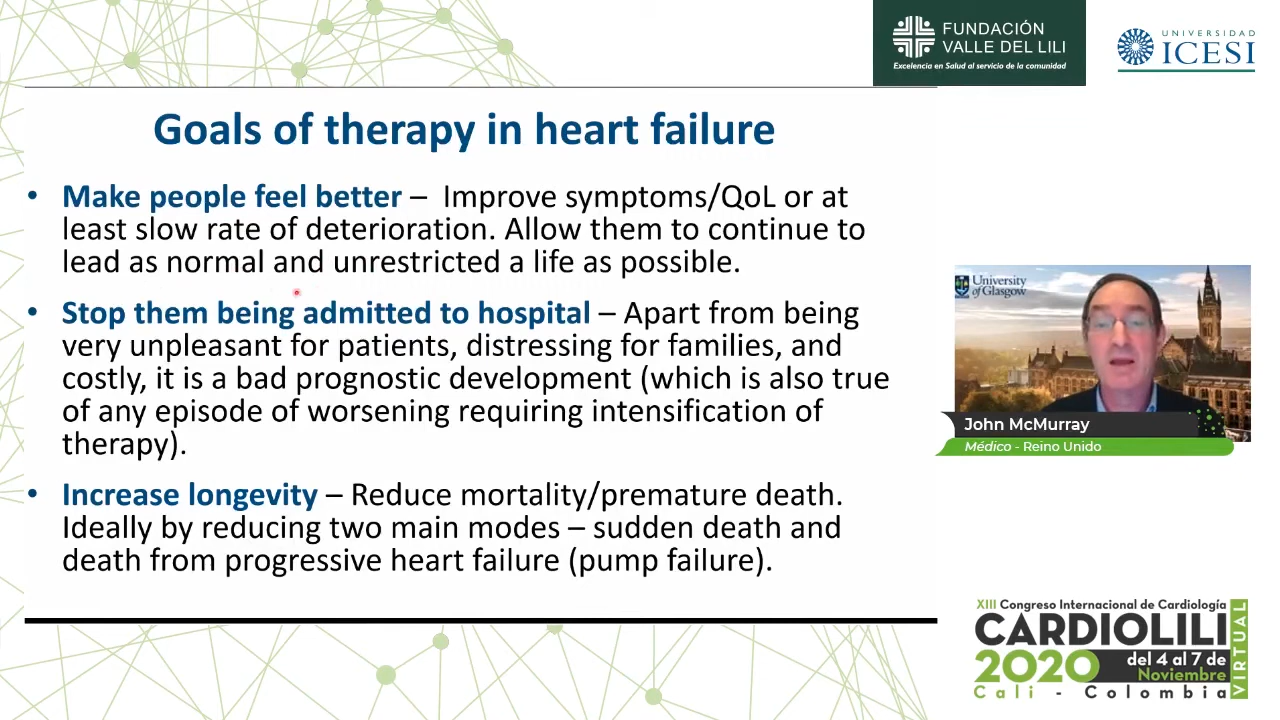 FUNDACIÓN
VALLE DEL LILI
Excelencia en Salud al servicio de la comunidad
UNIVERSIDAD
ICESI
Goals of therapy in heart failure
• Make people feel better – Improve symptoms/QoL or at
least slow rate of deterioration. Allow them to continue to
lead as normal and unrestricted a life as possible.
• Stop them being admitted to hospital – Apart from being
very unpleasant for patients, distressing for families, and
costly, it is a bad prognostic development (which is also true
of any episode of worsening requiring intensification of
therapy).
• Increase longevity – Reduce mortality/premature death.
Ideally by reducing two main modes – sudden death and
death from progressive heart failure (pump failure).
University
of Glasgow
John McMurray
Médico - Reino Unido
XIII Congreso Internacional de Cardiología
CARDIOLILI
2020 del 4 al 7 de
Noviembre
Cali - Colombia
VIRTUAL